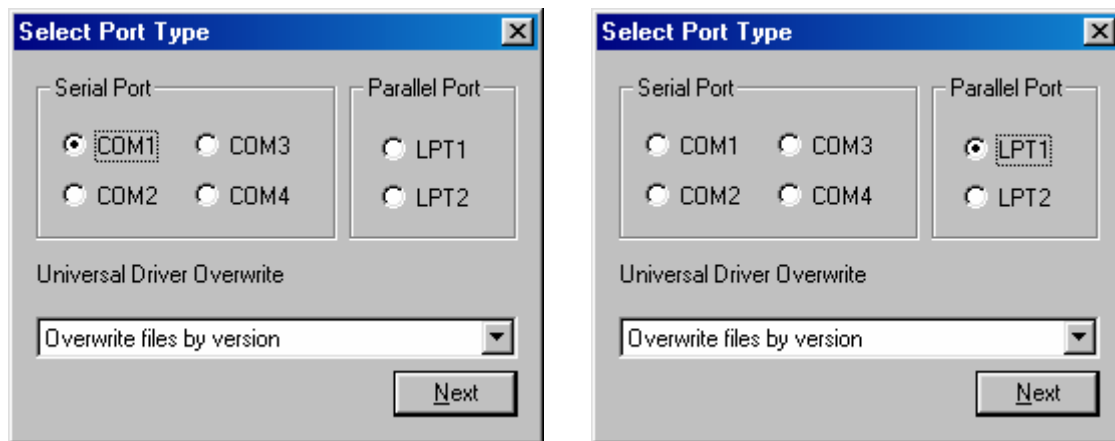 Select Port Type
Serial Port Parallel Port
COM1 COM3 LPT1
COM2 COM4 LPT2
Universal Driver Overwrite
Overwrite files by version
Next
Select Port Type
Serial Port Parallel Port
COM1 COM3 LPT1
COM2 COM4 LPT2
Universal Driver Overwrite
Overwrite files by version
Next